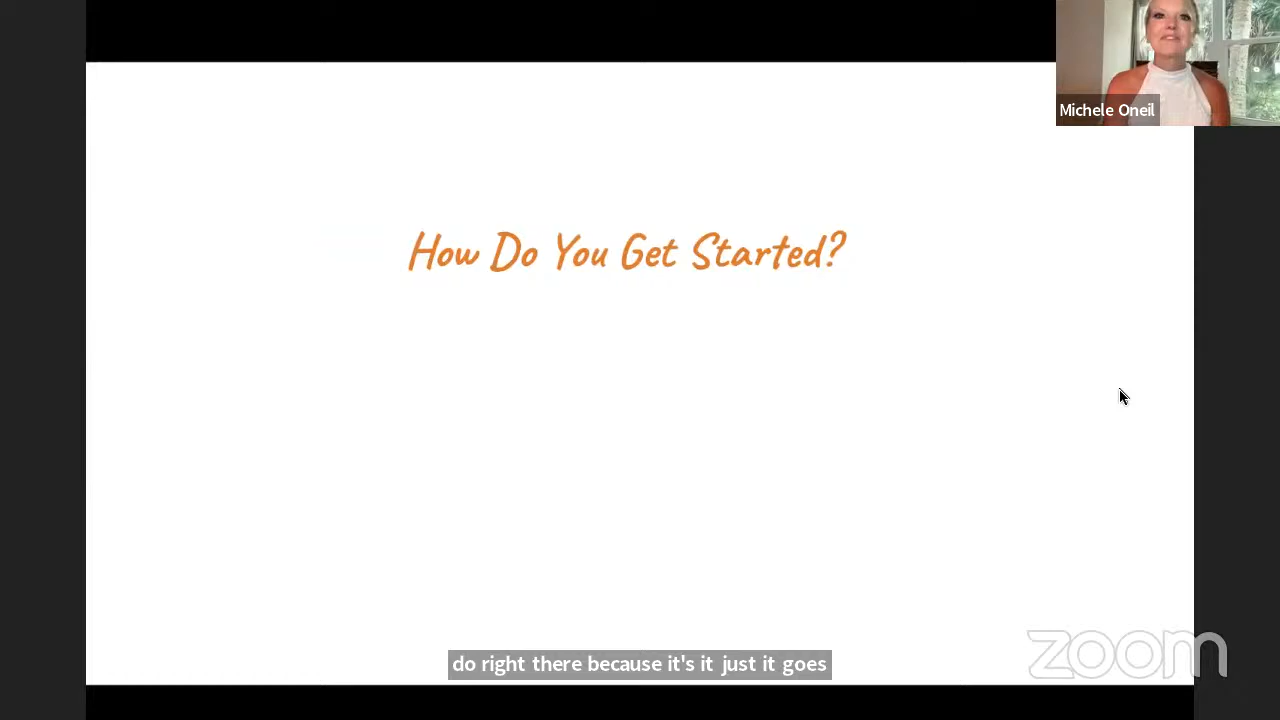 Michele Oneil
How Do You Get Started?
do right there because it's it just it goes
zoom